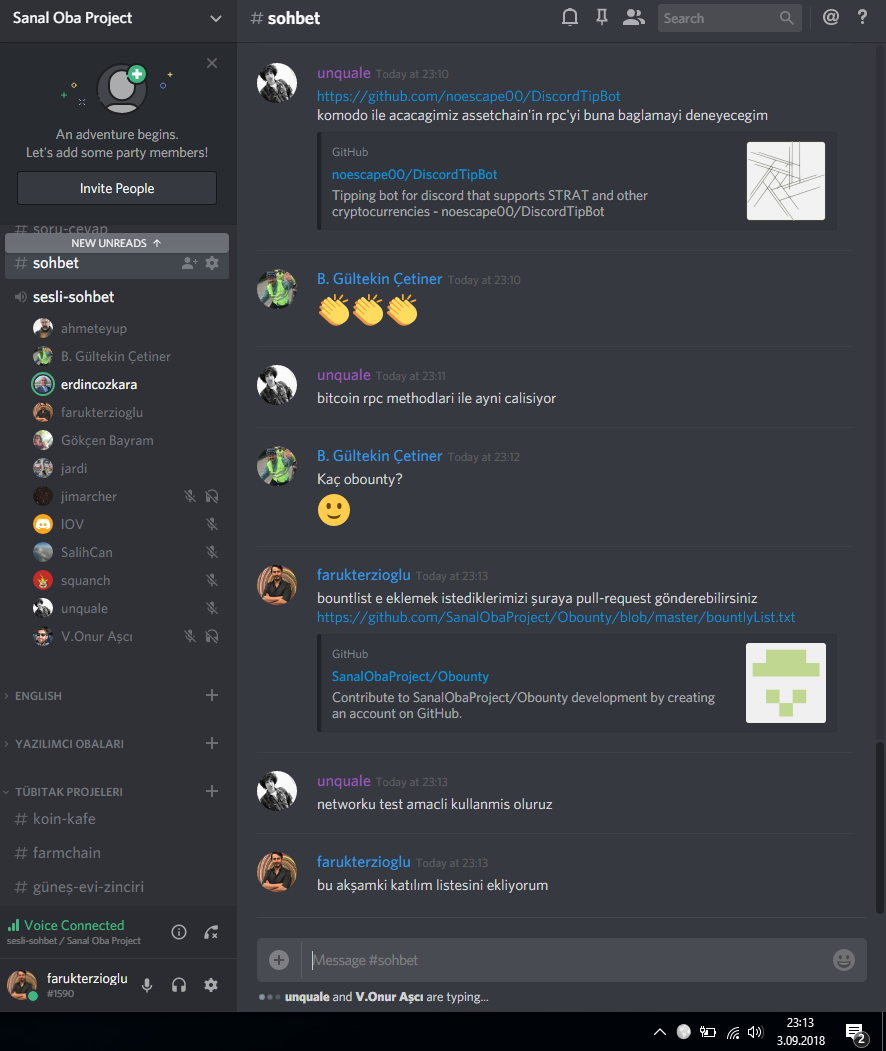 Sanal Oba Project
An adventure begins.
Let's add some party members!
Invite People
# soru-cevap
NEW UNREADS ↑
# sohbet
sesli-sohbet
ahmeteyup
B. Gültekin Çetiner
erdincozkara
farukterzioglu
Gökçen Bayram
jardi
jimarcher
IOV
SalihCan
squanch
unquale
V.Onur Aşcı
ENGLISH
YAZILIMCI OBALARI
TÜBITAK PROJELERI
# koin-kafe
# farmchain
# güneş-evi-zinciri
Voice Connected
sesli-sohbet / Sanal Oba Project
farukterzioglu
#1590
# sohbet
Search
@ ?
unquale Today at 23:10
https://github.com/noescape00/DiscordTipBot
komodo ile acacagimiz assetchain'in rpc'yi buna baglamayi deneyecegim
GitHub
noescape00/DiscordTipBot
Tipping bot for discord that supports STRAT and other
cryptocurrencies - noescape00/DiscordTipBot
B. Gültekin Çetiner Today at 23:10
👏👏👏
unquale Today at 23:11
bitcoin rpc methodlari ile ayni calisiyor
B. Gültekin Çetiner Today at 23:12
Kaç obounty?
🙂
farukterzioglu Today at 23:13
bountlist e eklemek istediklerimizi şuraya pull-request gönderebilirsiniz
https://github.com/SanalObaProject/Obounty/blob/master/bountlyList.txt
GitHub
SanalObaProject/Obounty
Contribute to SanalObaProject/Obounty development by creating
an account on GitHub.
unquale Today at 23:13
networku test amacli kullanmis oluruz
farukterzioglu Today at 23:13
bu akşamki katılım listesini ekliyorum
Message #sohbet
unquale and V.Onur Aşcı are typing...
23:13
3.09.2018
2